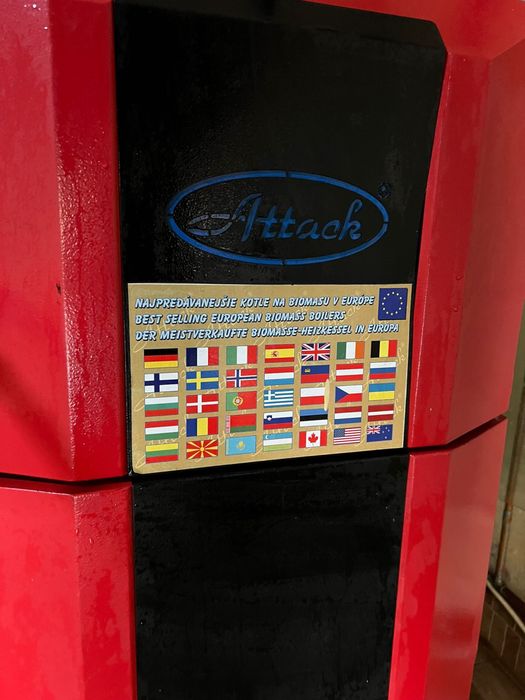 Attack
NAJPREDÁVANEJŠIE KOTLE NA BIOMASU V EURÓPE
BEST SELLING EUROPEAN BIOMASS BOILERS
DER MEISTVERKAUFTE BIOMASSE-HEIZKESSEL IN EUROPA